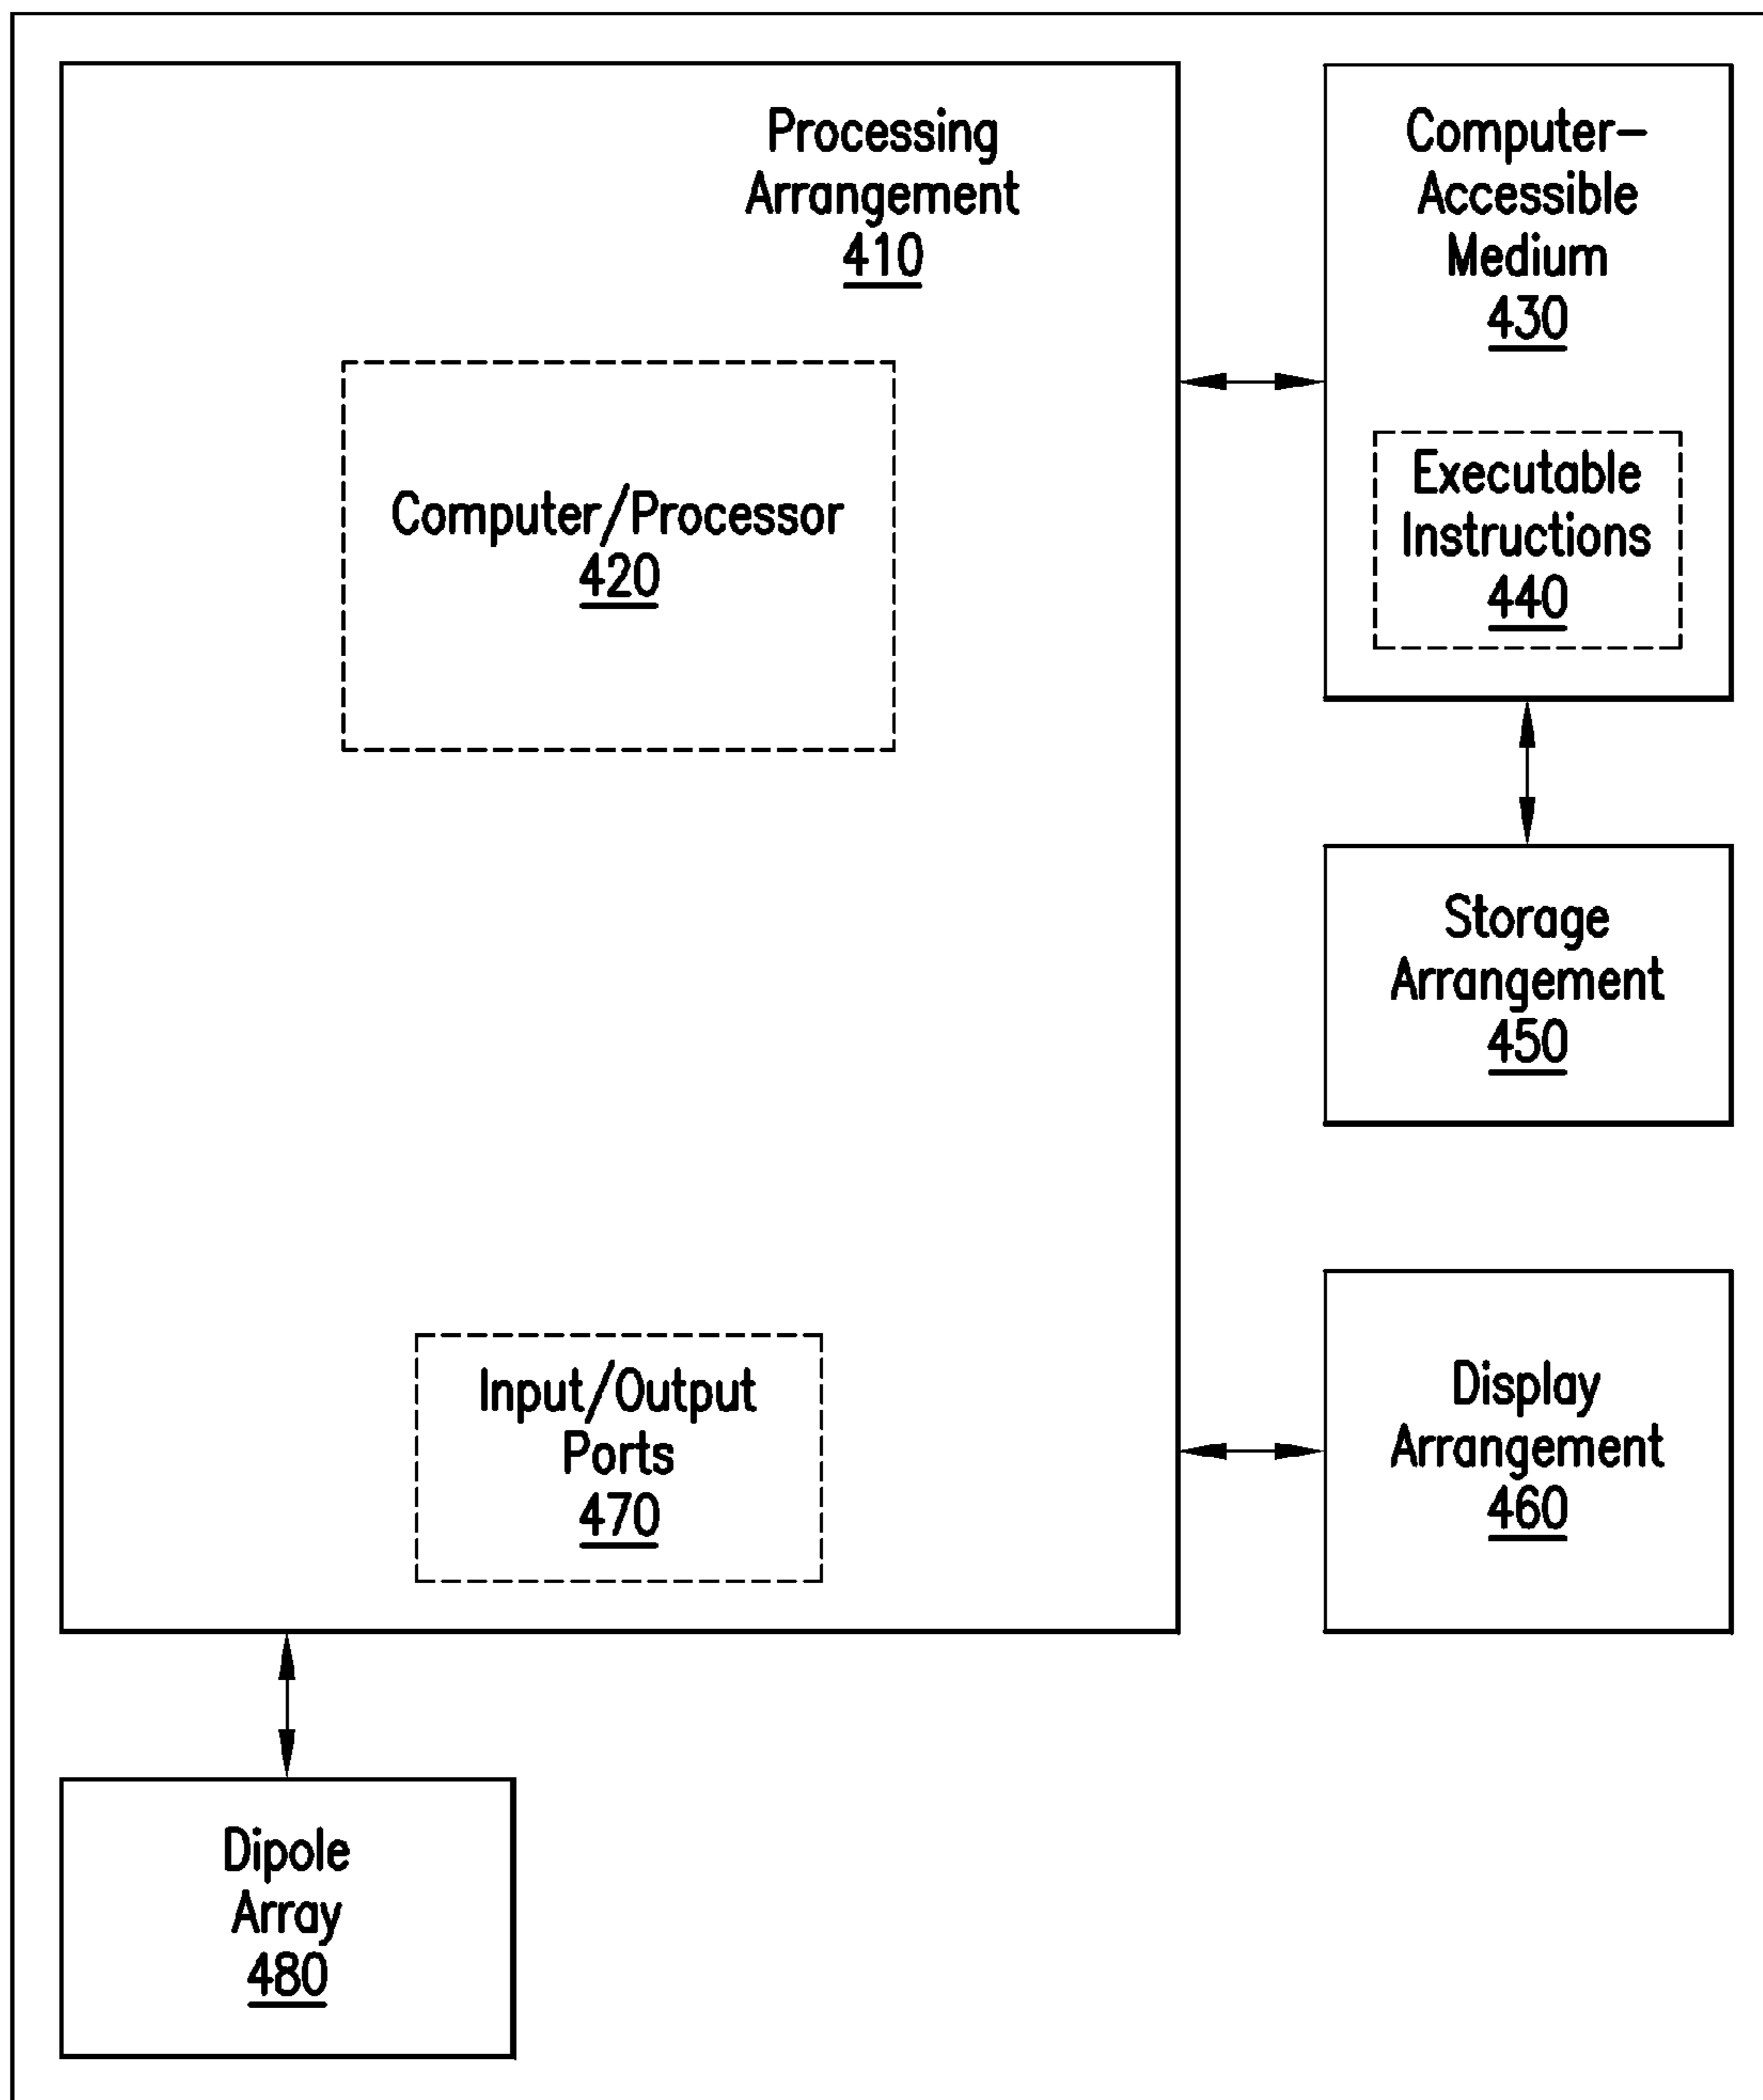 Processing
Arrangement
410
Computer/Processor
420
Input/Output
Ports
470
Computer-
Accessible
Medium
430
Executable
Instructions
440
Storage
Arrangement
450
Display
Arrangement
460
Dipole
Array
480